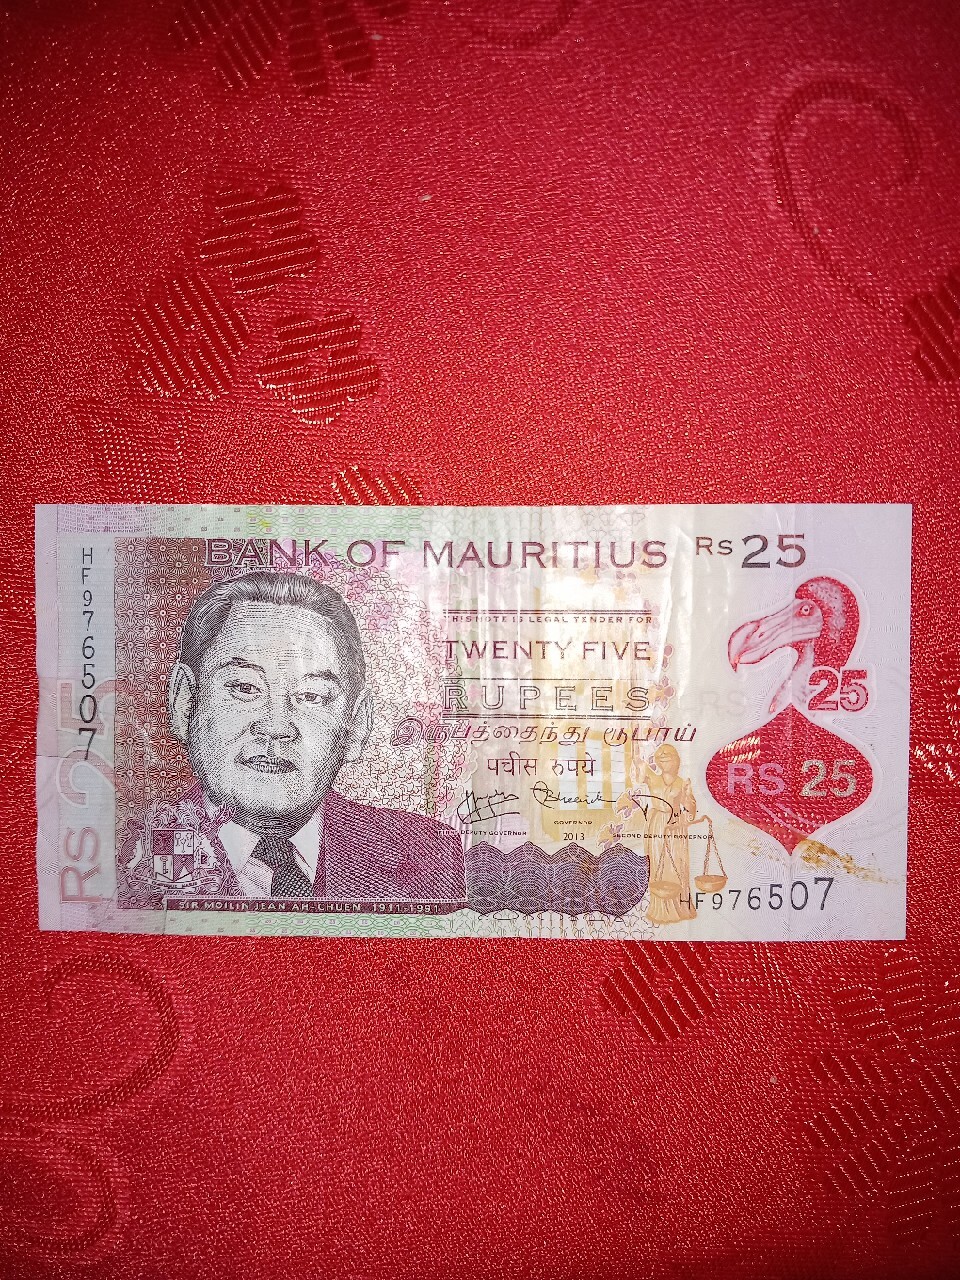 BANK OF MAURITIUS
RS 25
HF976507
THIS NOTE IS LEGAL TENDER FOR
TWENTY FIVE
RUPEES
இருபத்தைந்து ரூபாய்
पचीस रुपये
25
RS 25
RS 25
GOVERNOR
FIRST DEPUTY GOVERNOR
2013
SECOND DEPUTY GOVERNOR
HF976507
SIR MOILIN JEAN AH-CHUEN 1911-1991